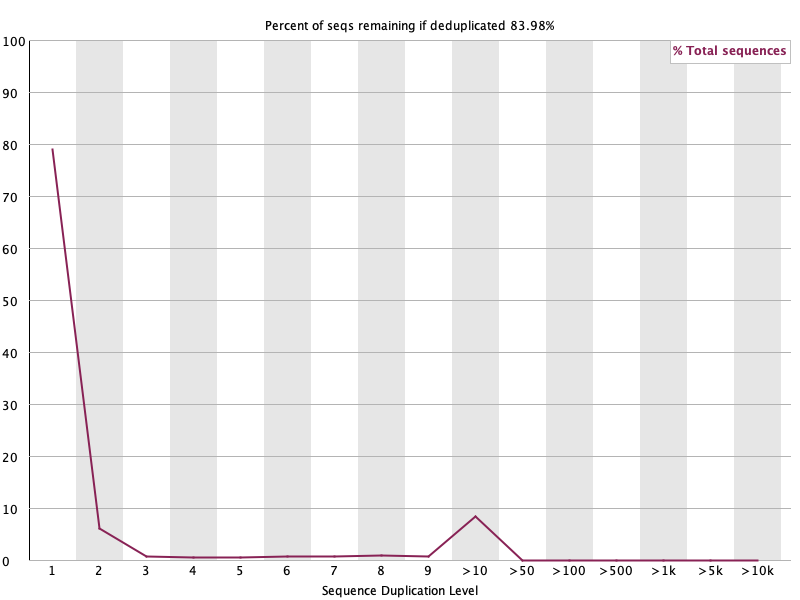 Percent of seqs remaining if deduplicated 83.98%
% Total sequences
100
90
80
70
60
50
40
30
20
10
0
1 2 3 4 5 6 7 8 9 >10 >50 >100 >500 >1k >5k >10k
Sequence Duplication Level